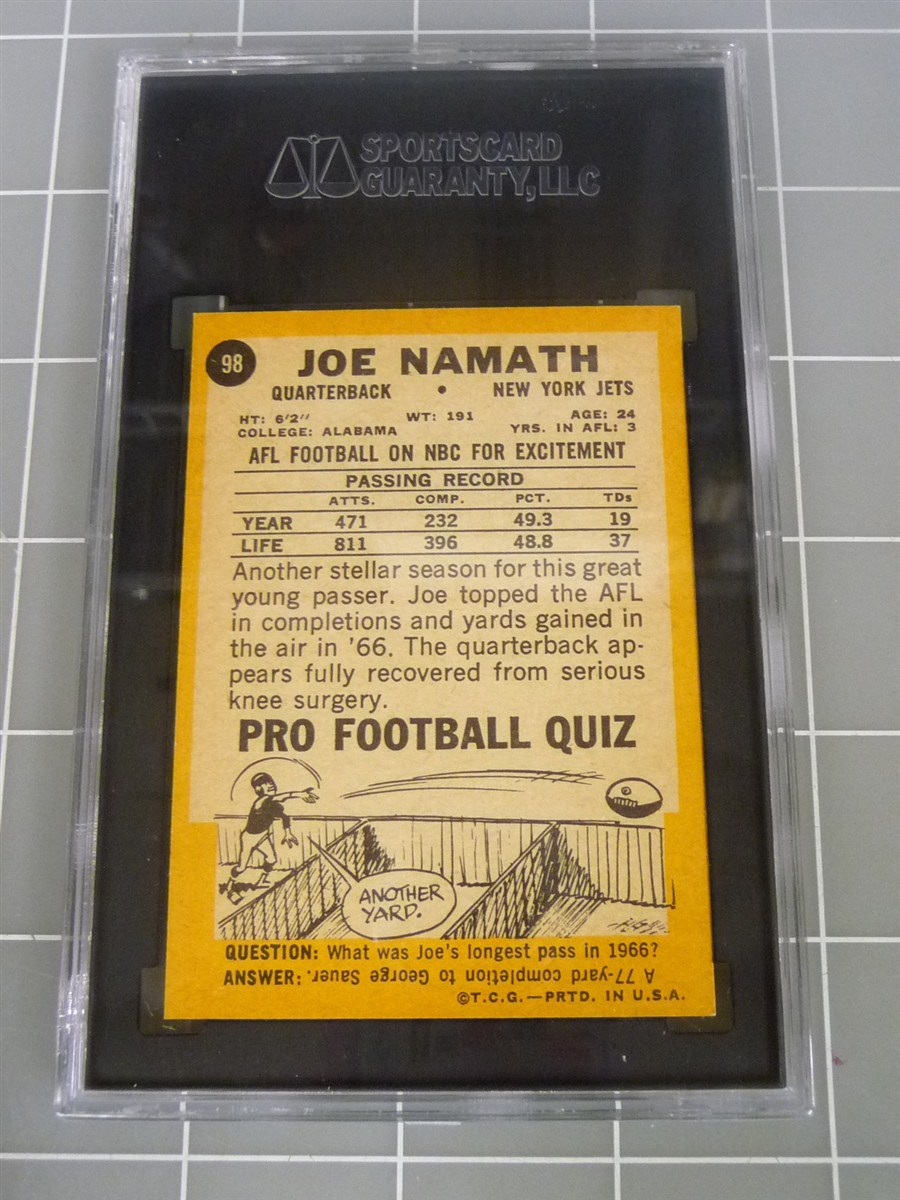 SPORTSCARD
GUARANTY, LLC
98
JOE NAMATH
QUARTERBACK • NEW YORK JETS
HT: 6'2" WT: 191 AGE: 24
COLLEGE: ALABAMA YRS. IN AFL: 3
AFL FOOTBALL ON NBC FOR EXCITEMENT
PASSING RECORD
ATTS. COMP. PCT. TDs
YEAR 471 232 49.3 19
LIFE 811 396 48.8 37
Another stellar season for this great
young passer. Joe topped the AFL
in completions and yards gained in
the air in '66. The quarterback ap-
pears fully recovered from serious
knee surgery.
PRO FOOTBALL QUIZ
ANOTHER
YARD.
QUESTION: What was Joe's longest pass in 1966?
ANSWER: A 77-yard completion to George Sauer.
©T.C.G.—PRTD. IN U.S.A.